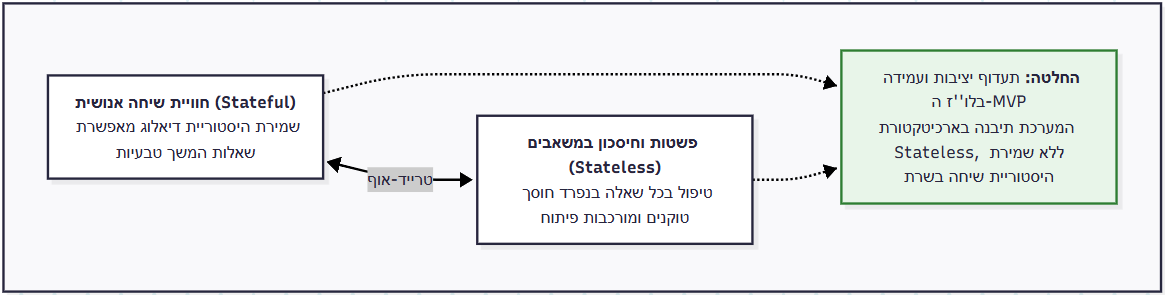 חוויית שיחה אנושית (Stateful)
שמירת היסטוריית דיאלוג מאפשרת
שאלות המשך טבעיות
טרייד-אוף
פשטות וחיסכון במשאבים
(Stateless)
טיפול בכל שאלה בנפרד חוסך
טוקנים ומורכבות פיתוח
החלטה: תעדוף יציבות ועמידה
בלו''ז ה-MVP
המערכת תיבנה בארכיטקטורת
Stateless, ללא שמירת
היסטוריית שיחה בשרת